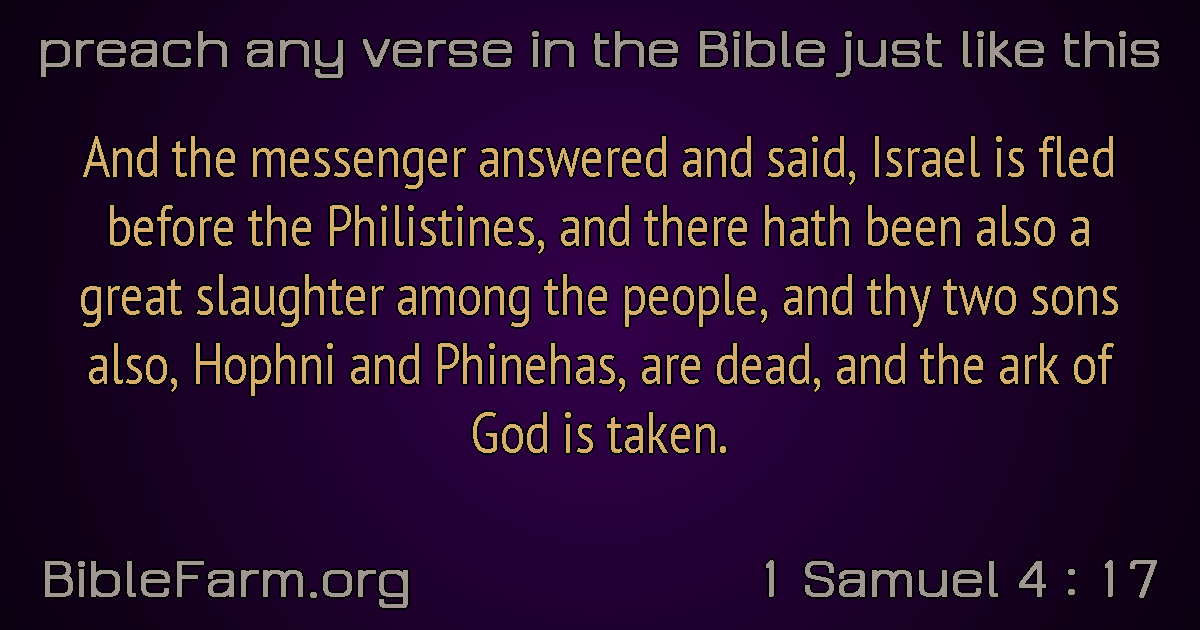 preach any verse in the Bible just like this
And the messenger answered and said, Israel is fled
before the Philistines, and there hath been also a
great slaughter among the people, and thy two sons
also, Hophni and Phinehas, are dead, and the ark of
God is taken.
BibleFarm.org
1 Samuel 4 : 17